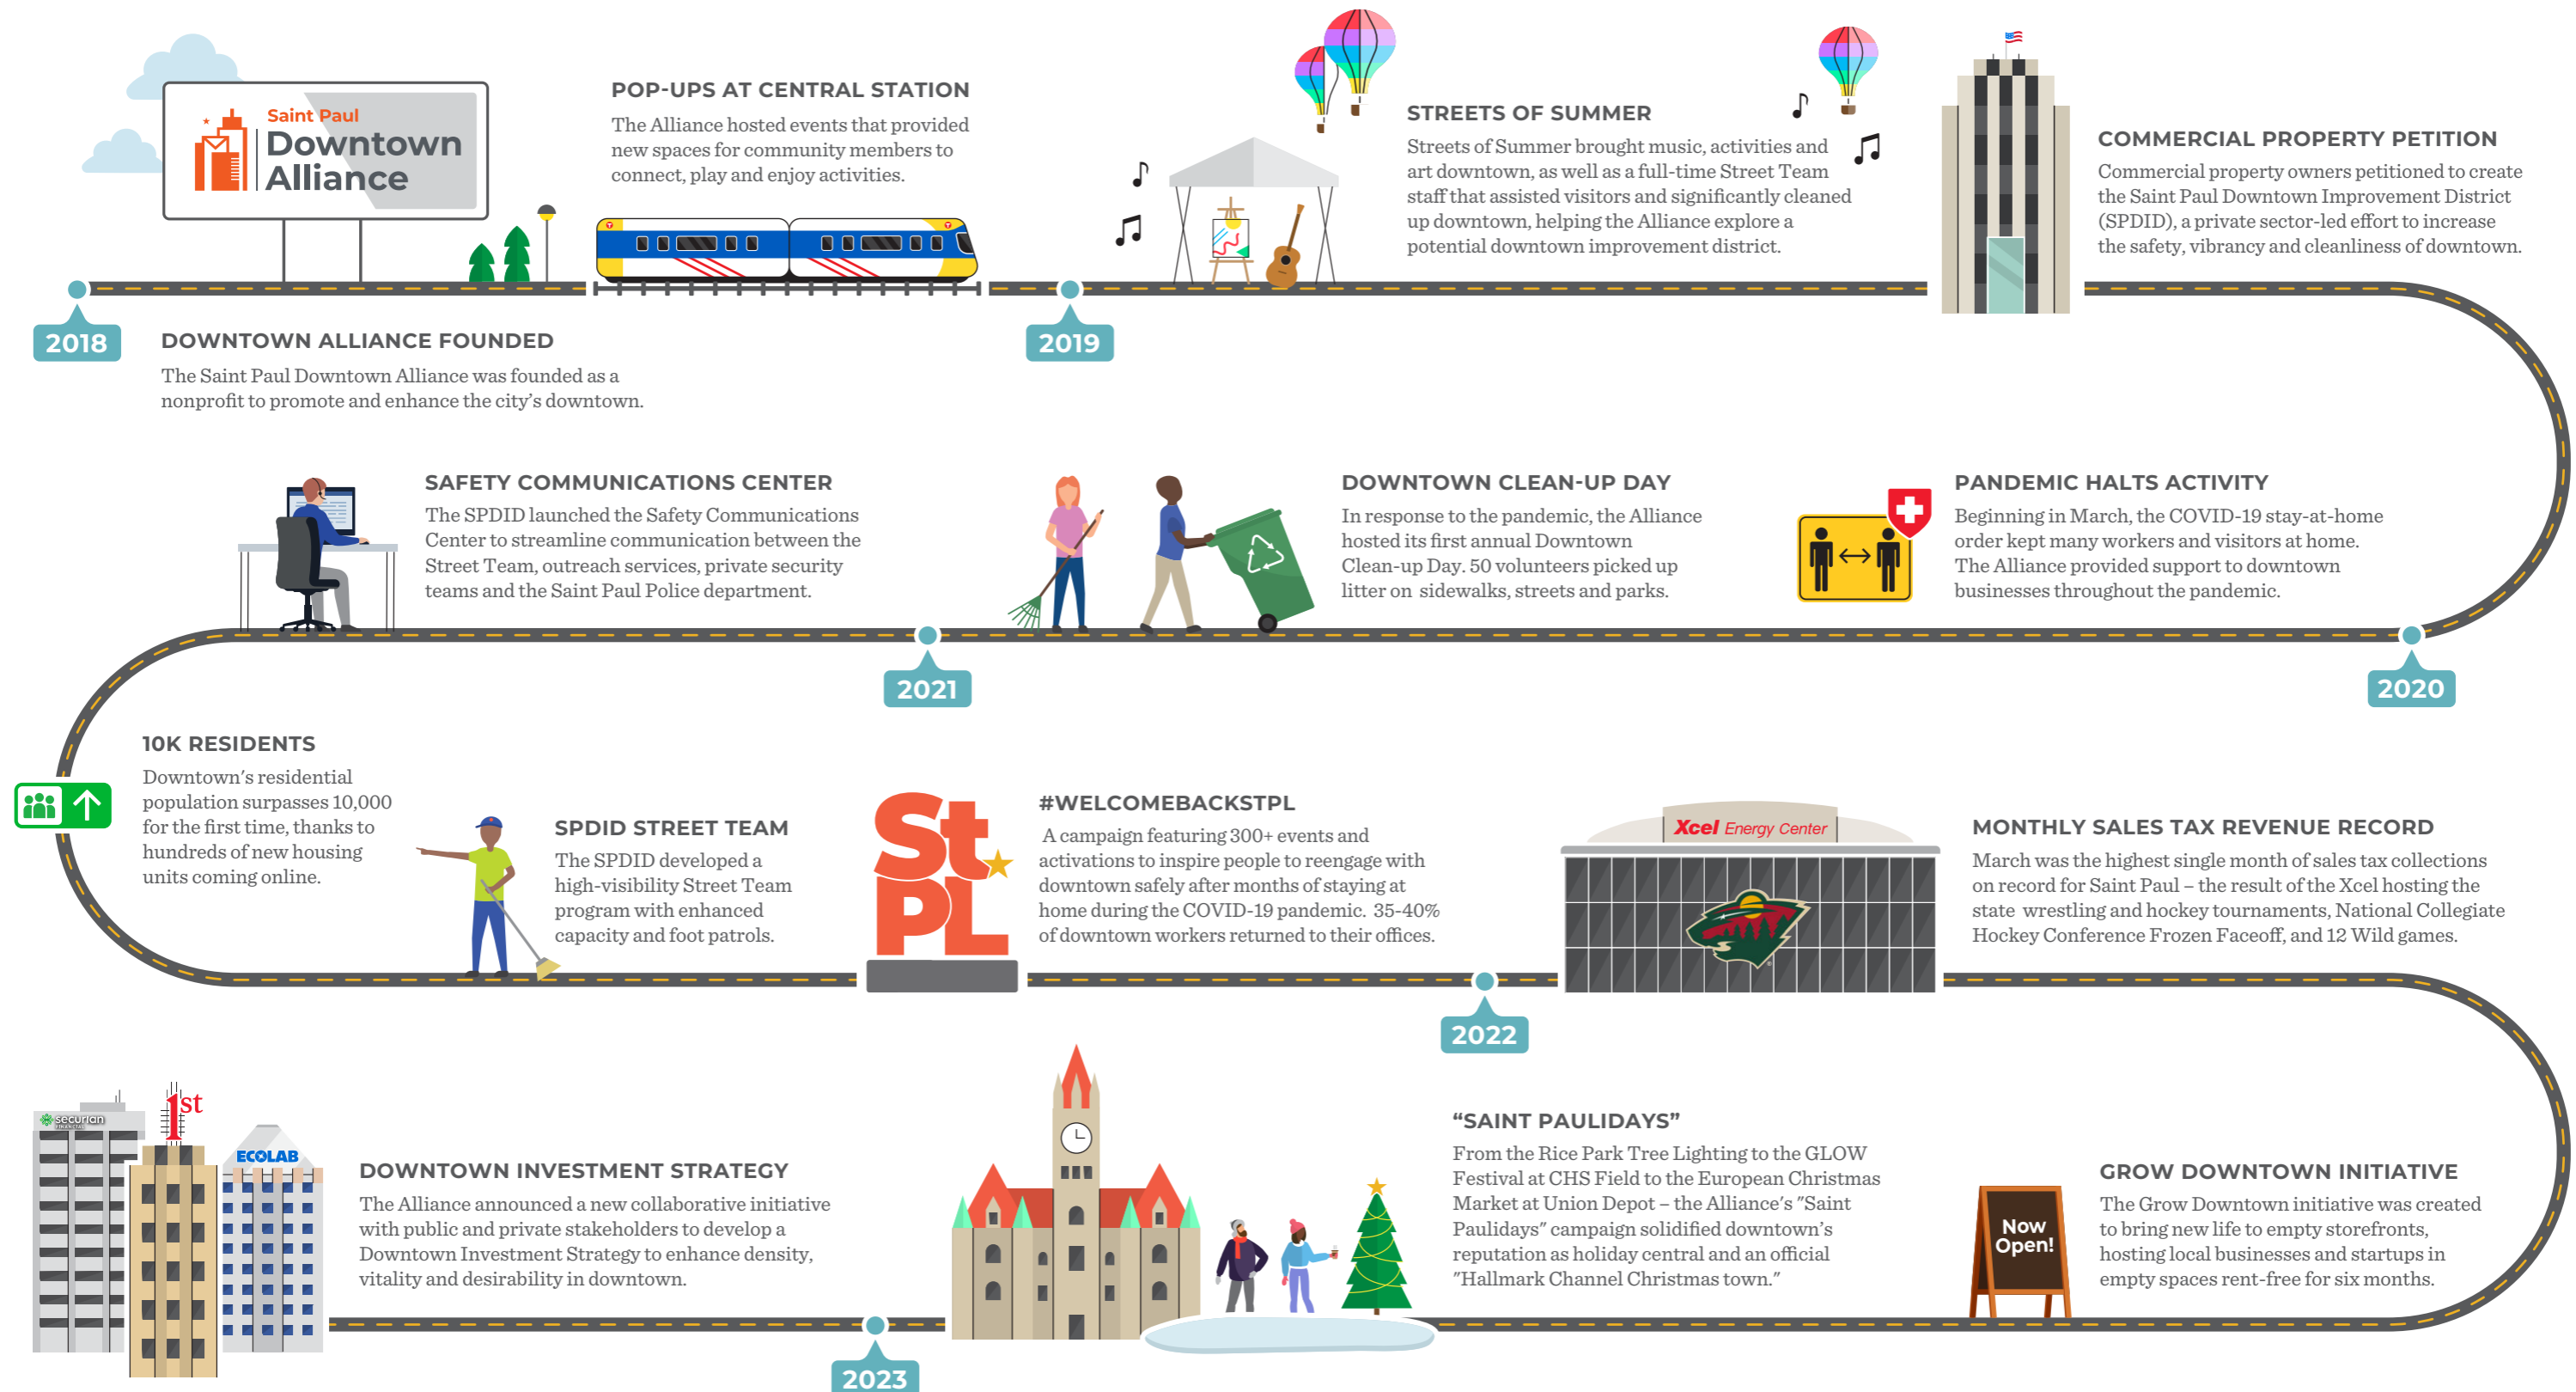 Saint Paul
Downtown
Alliance
POP-UPS AT CENTRAL STATION
The Alliance hosted events that provided
new spaces for community members to
connect, play and enjoy activities.
STREETS OF SUMMER
Streets of Summer brought music, activities and
art downtown, as well as a full-time Street Team
staff that assisted visitors and significantly cleaned
up downtown, helping the Alliance explore a
potential downtown improvement district.
COMMERCIAL PROPERTY PETITION
Commercial property owners petitioned to create
the Saint Paul Downtown Improvement District
(SPDID), a private sector-led effort to increase
the safety, vibrancy and cleanliness of downtown.
2018
DOWNTOWN ALLIANCE FOUNDED
The Saint Paul Downtown Alliance was founded as a
nonprofit to promote and enhance the city's downtown.
2019
SAFETY COMMUNICATIONS CENTER
The SPDID launched the Safety Communications
Center to streamline communication between the
Street Team, outreach services, private security
teams and the Saint Paul Police department.
DOWNTOWN CLEAN-UP DAY
In response to the pandemic, the Alliance
hosted its first annual Downtown
Clean-up Day. 50 volunteers picked up
litter on sidewalks, streets and parks.
PANDEMIC HALTS ACTIVITY
Beginning in March, the COVID-19 stay-at-home
order kept many workers and visitors at home.
The Alliance provided support to downtown
businesses throughout the pandemic.
2021
2020
10K RESIDENTS
Downtown's residential
population surpasses 10,000
for the first time, thanks to
hundreds of new housing
units coming online.
SPDID STREET TEAM
The SPDID developed a
high-visibility Street Team
program with enhanced
capacity and foot patrols.
St
PL
#WELCOMEBACKSTPL
A campaign featuring 300+ events and
activations to inspire people to reengage with
downtown safely after months of staying at
home during the COVID-19 pandemic. 35-40%
of downtown workers returned to their offices.
Xcel Energy Center
MONTHLY SALES TAX REVENUE RECORD
March was the highest single month of sales tax collections
on record for Saint Paul – the result of the Xcel hosting the
state wrestling and hockey tournaments, National Collegiate
Hockey Conference Frozen Faceoff, and 12 Wild games.
2022
securian
FINANCIAL
1st
ECOLAB
DOWNTOWN INVESTMENT STRATEGY
The Alliance announced a new collaborative initiative
with public and private stakeholders to develop a
Downtown Investment Strategy to enhance density,
vitality and desirability in downtown.
“SAINT PAULIDAYS”
From the Rice Park Tree Lighting to the GLOW
Festival at CHS Field to the European Christmas
Market at Union Depot – the Alliance's "Saint
Paulidays" campaign solidified downtown's
reputation as holiday central and an official
"Hallmark Channel Christmas town."
Now
Open!
GROW DOWNTOWN INITIATIVE
The Grow Downtown initiative was created
to bring new life to empty storefronts,
hosting local businesses and startups in
empty spaces rent-free for six months.
2023